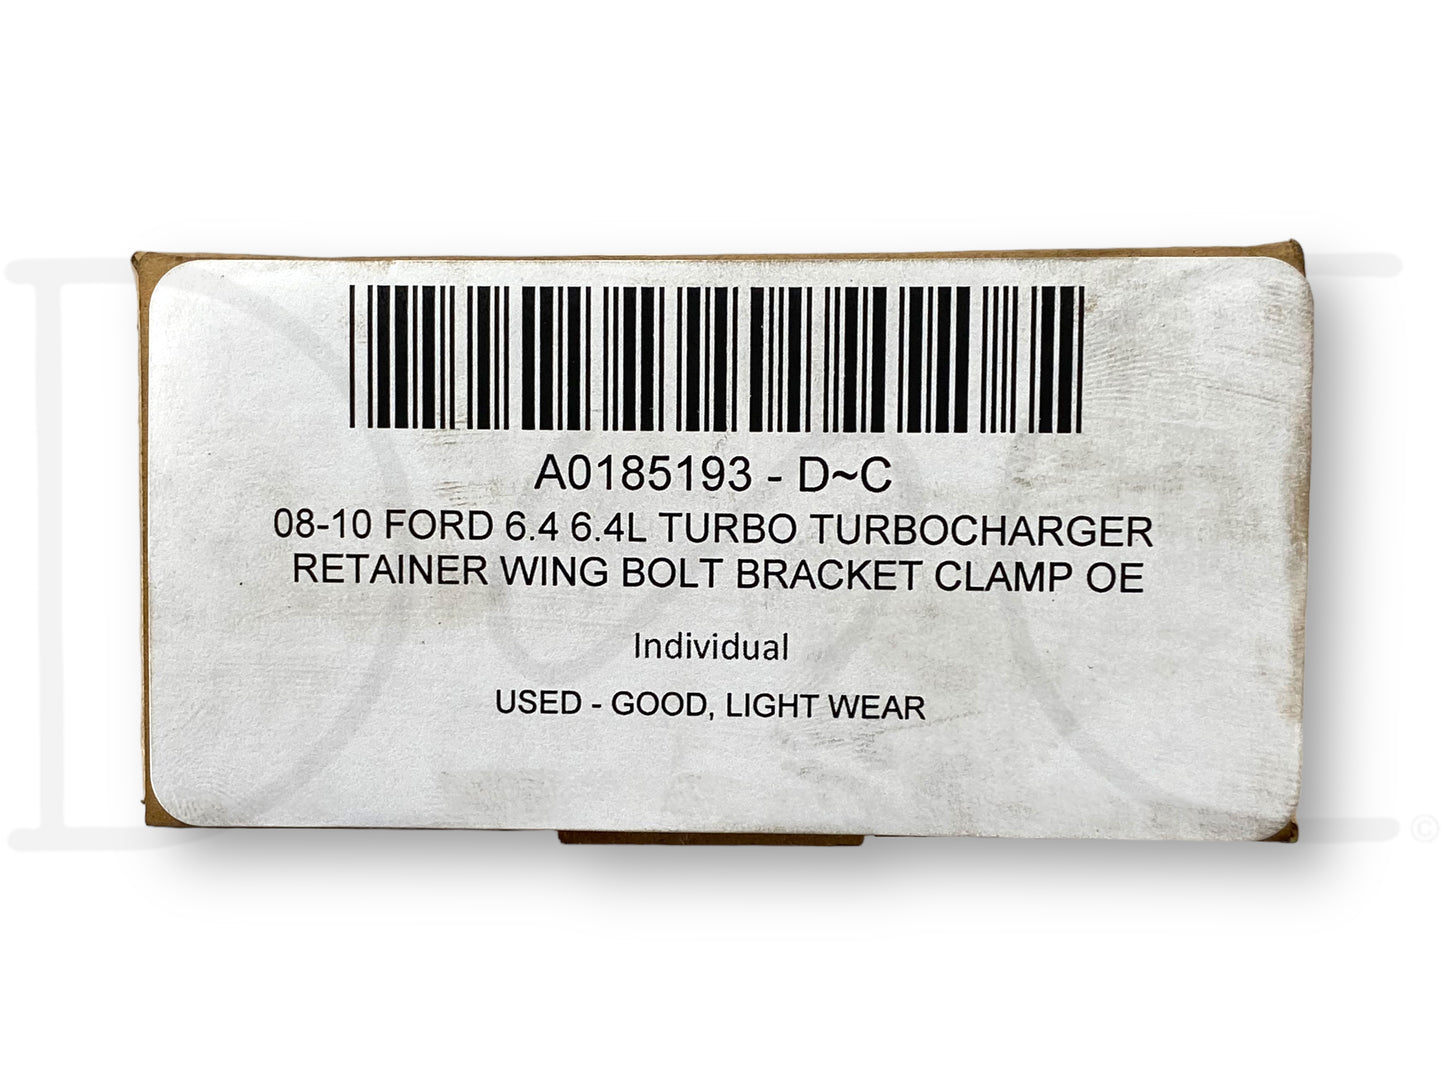 A0185193 - D~C
08-10 FORD 6.4 6.4L TURBO TURBOCHARGER
RETAINER WING BOLT BRACKET CLAMP OE
Individual
USED - GOOD, LIGHT WEAR
©